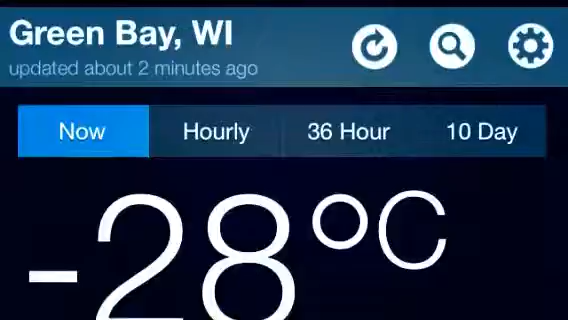 Green Bay, WI
updated about 2 minutes ago
Now Hourly 36 Hour 10 Day
-28°C